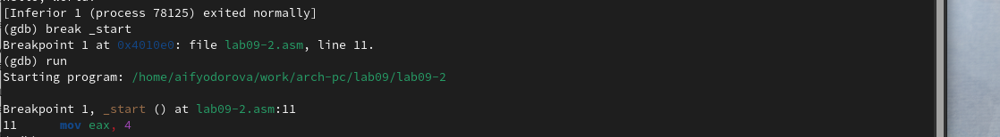 [Inferior 1 (process 78125) exited normally]
(gdb) break _start
Breakpoint 1 at 0x4010e0: file lab09-2.asm, line 11.
(gdb) run
Starting program: /home/aifyodorova/work/arch-pc/lab09/lab09-2
Breakpoint 1, _start () at lab09-2.asm:11
11 mov eax, 4